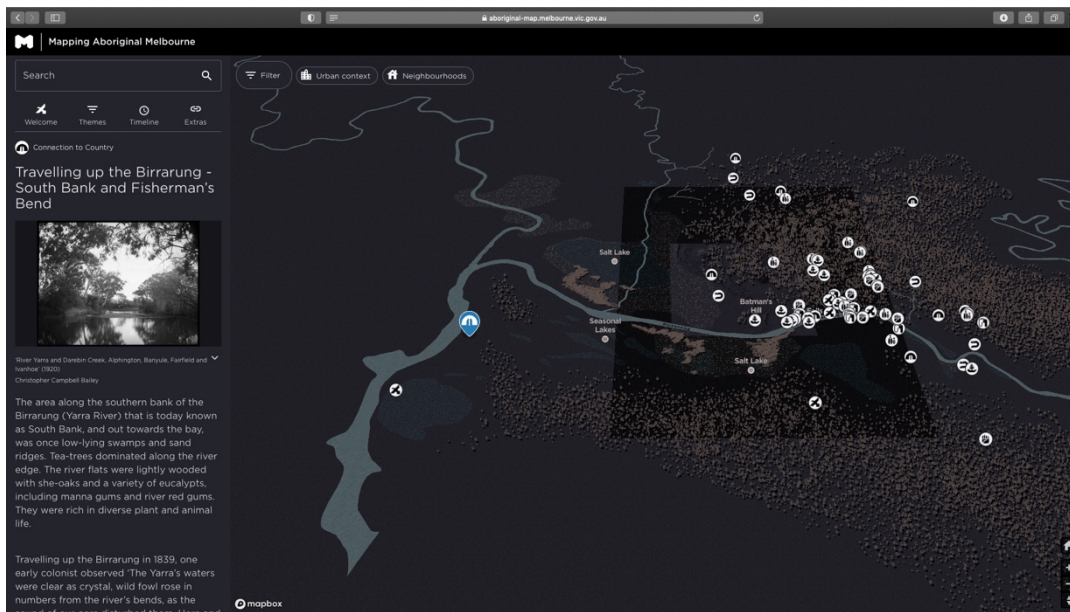 aboriginal-map.melbourne.vic.gov.au
Mapping Aboriginal Melbourne
Search
Welcome
Themes
Timeline
Extras
Connection to Country
Travelling up the Birrarung -
South Bank and Fisherman's
Bend
'River Yarra and Darebin Creek, Alphington, Banyule, Fairfield and
Ivanhoe' (1920)
Christopher Campbell Bailey
The area along the southern bank of the
Birrarung (Yarra River) that is today known
as South Bank, and out towards the bay,
was once low-lying swamps and sand
ridges. Tea-trees dominated along the river
edge. The river flats were lightly wooded
with she-oaks and a variety of eucalypts,
including manna gums and river red gums.
They were rich in diverse plant and animal
life.
Travelling up the Birrarung in 1839, one
early colonist observed 'The Yarra's waters
were clear as crystal, wild fowl rose in
numbers from the river's bends, as the
Filter
Urban context
Neighbourhoods
Salt Lake
Batman's
Hill
Seasonal
Lakes
Salt Lake
mapbox